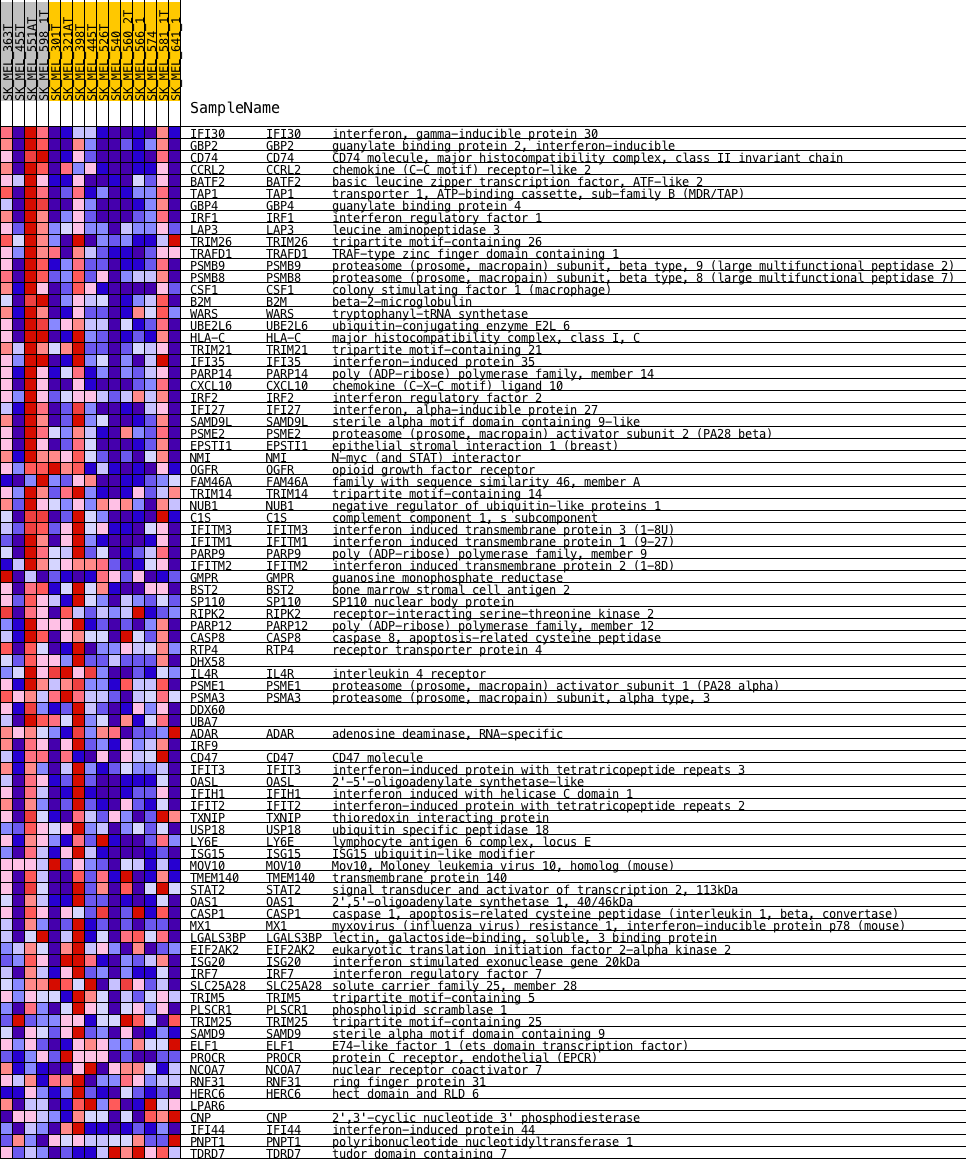 SK_MEL_363T
SK_MEL_455T
SK_MEL_551AT
SK_MEL_598_1T
SK_MEL_301T
SK_MEL_321AT
SK_MEL_398T
SK_MEL_445T
SK_MEL_526T
SK_MEL_540
SK_MEL_560_2T
SK_MEL_566_1
SK_MEL_574
SK_MEL_581_1T
SK_MEL_641_1
SampleName
IFI30 IFI30 interferon, gamma-inducible protein 30
GBP2 GBP2 guanylate binding protein 2, interferon-inducible
CD74 CD74 CD74 molecule, major histocompatibility complex, class II invariant chain
CCRL2 CCRL2 chemokine (C-C motif) receptor-like 2
BATF2 BATF2 basic leucine zipper transcription factor, ATF-like 2
TAP1 TAP1 transporter 1, ATP-binding cassette, sub-family B (MDR/TAP)
GBP4 GBP4 guanylate binding protein 4
IRF1 IRF1 interferon regulatory factor 1
LAP3 LAP3 leucine aminopeptidase 3
TRIM26 TRIM26 tripartite motif-containing 26
TRAFD1 TRAFD1 TRAF-type zinc finger domain containing 1
PSMB9 PSMB9 proteasome (prosome, macropain) subunit, beta type, 9 (large multifunctional peptidase 2)
PSMB8 PSMB8 proteasome (prosome, macropain) subunit, beta type, 8 (large multifunctional peptidase 7)
CSF1 CSF1 colony stimulating factor 1 (macrophage)
B2M B2M beta-2-microglobulin
WARS WARS tryptophanyl-tRNA synthetase
UBE2L6 UBE2L6 ubiquitin-conjugating enzyme E2L 6
HLA-C HLA-C major histocompatibility complex, class I, C
TRIM21 TRIM21 tripartite motif-containing 21
IFI35 IFI35 interferon-induced protein 35
PARP14 PARP14 poly (ADP-ribose) polymerase family, member 14
CXCL10 CXCL10 chemokine (C-X-C motif) ligand 10
IRF2 IRF2 interferon regulatory factor 2
IFI27 IFI27 interferon, alpha-inducible protein 27
SAMD9L SAMD9L sterile alpha motif domain containing 9-like
PSME2 PSME2 proteasome (prosome, macropain) activator subunit 2 (PA28 beta)
EPSTI1 EPSTI1 epithelial stromal interaction 1 (breast)
NMI NMI N-myc (and STAT) interactor
OGFR OGFR opioid growth factor receptor
FAM46A FAM46A family with sequence similarity 46, member A
TRIM14 TRIM14 tripartite motif-containing 14
NUB1 NUB1 negative regulator of ubiquitin-like proteins 1
C1S C1S complement component 1, s subcomponent
IFITM3 IFITM3 interferon induced transmembrane protein 3 (1-8U)
IFITM1 IFITM1 interferon induced transmembrane protein 1 (9-27)
PARP9 PARP9 poly (ADP-ribose) polymerase family, member 9
IFITM2 IFITM2 interferon induced transmembrane protein 2 (1-8D)
GMPR GMPR guanosine monophosphate reductase
BST2 BST2 bone marrow stromal cell antigen 2
SP110 SP110 SP110 nuclear body protein
RIPK2 RIPK2 receptor-interacting serine-threonine kinase 2
PARP12 PARP12 poly (ADP-ribose) polymerase family, member 12
CASP8 CASP8 caspase 8, apoptosis-related cysteine peptidase
RTP4 RTP4 receptor transporter protein 4
DHX58
IL4R IL4R interleukin 4 receptor
PSME1 PSME1 proteasome (prosome, macropain) activator subunit 1 (PA28 alpha)
PSMA3 PSMA3 proteasome (prosome, macropain) subunit, alpha type, 3
DDX60
UBA7
ADAR ADAR adenosine deaminase, RNA-specific
IRF9
CD47 CD47 CD47 molecule
IFIT3 IFIT3 interferon-induced protein with tetratricopeptide repeats 3
OASL OASL 2'-5'-oligoadenylate synthetase-like
IFIH1 IFIH1 interferon induced with helicase C domain 1
IFIT2 IFIT2 interferon-induced protein with tetratricopeptide repeats 2
TXNIP TXNIP thioredoxin interacting protein
USP18 USP18 ubiquitin specific peptidase 18
LY6E LY6E lymphocyte antigen 6 complex, locus E
ISG15 ISG15 ISG15 ubiquitin-like modifier
MOV10 MOV10 Mov10, Moloney leukemia virus 10, homolog (mouse)
TMEM140 TMEM140 transmembrane protein 140
STAT2 STAT2 signal transducer and activator of transcription 2, 113kDa
OAS1 OAS1 2',5'-oligoadenylate synthetase 1, 40/46kDa
CASP1 CASP1 caspase 1, apoptosis-related cysteine peptidase (interleukin 1, beta, convertase)
MX1 MX1 myxovirus (influenza virus) resistance 1, interferon-inducible protein p78 (mouse)
LGALS3BP LGALS3BP lectin, galactoside-binding, soluble, 3 binding protein
EIF2AK2 EIF2AK2 eukaryotic translation initiation factor 2-alpha kinase 2
ISG20 ISG20 interferon stimulated exonuclease gene 20kDa
IRF7 IRF7 interferon regulatory factor 7
SLC25A28 SLC25A28 solute carrier family 25, member 28
TRIM5 TRIM5 tripartite motif-containing 5
PLSCR1 PLSCR1 phospholipid scramblase 1
TRIM25 TRIM25 tripartite motif-containing 25
SAMD9 SAMD9 sterile alpha motif domain containing 9
ELF1 ELF1 E74-like factor 1 (ets domain transcription factor)
PROCR PROCR protein C receptor, endothelial (EPCR)
NCOA7 NCOA7 nuclear receptor coactivator 7
RNF31 RNF31 ring finger protein 31
HERC6 HERC6 hect domain and RLD 6
LPAR6
CNP CNP 2',3'-cyclic nucleotide 3' phosphodiesterase
IFI44 IFI44 interferon-induced protein 44
PNPT1 PNPT1 polyribonucleotide nucleotidyltransferase 1
TDRD7 TDRD7 tudor domain containing 7